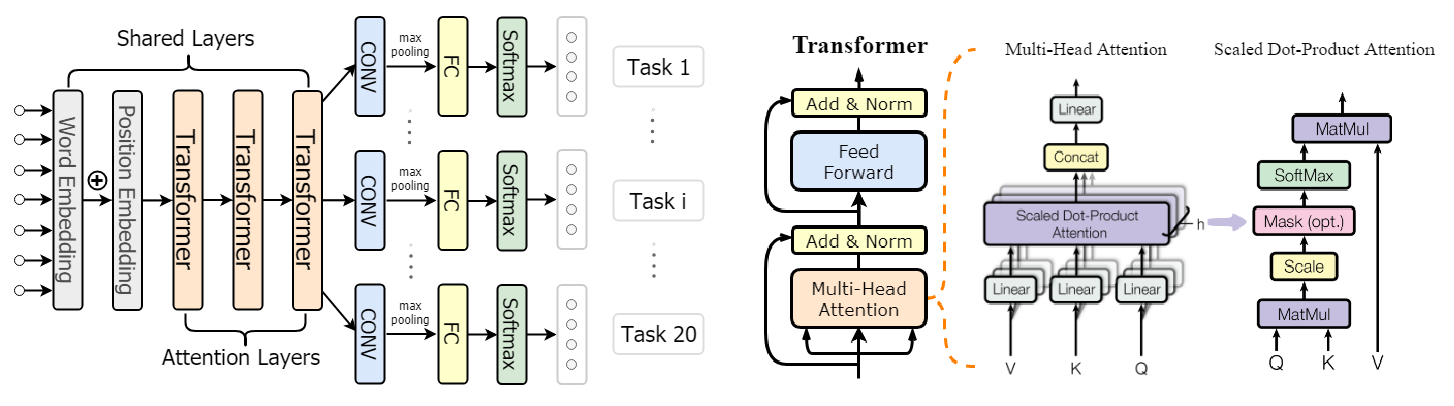 Shared Layers
Word Embedding
Position Embedding
Transformer
Transformer
Transformer
Attention Layers
CONV
max
pooling
FC
Softmax
Task 1
CONV
max
pooling
FC
Softmax
Task i
CONV
max
pooling
FC
Softmax
Task 20
Transformer
Add & Norm
Feed
Forward
Add & Norm
Multi-Head
Attention
Multi-Head Attention
Linear
Concat
Scaled Dot-Product
Attention
h
Linear
Linear
Linear
V
K
Q
Scaled Dot-Product Attention
MatMul
SoftMax
Mask (opt.)
Scale
MatMul
Q
K
V